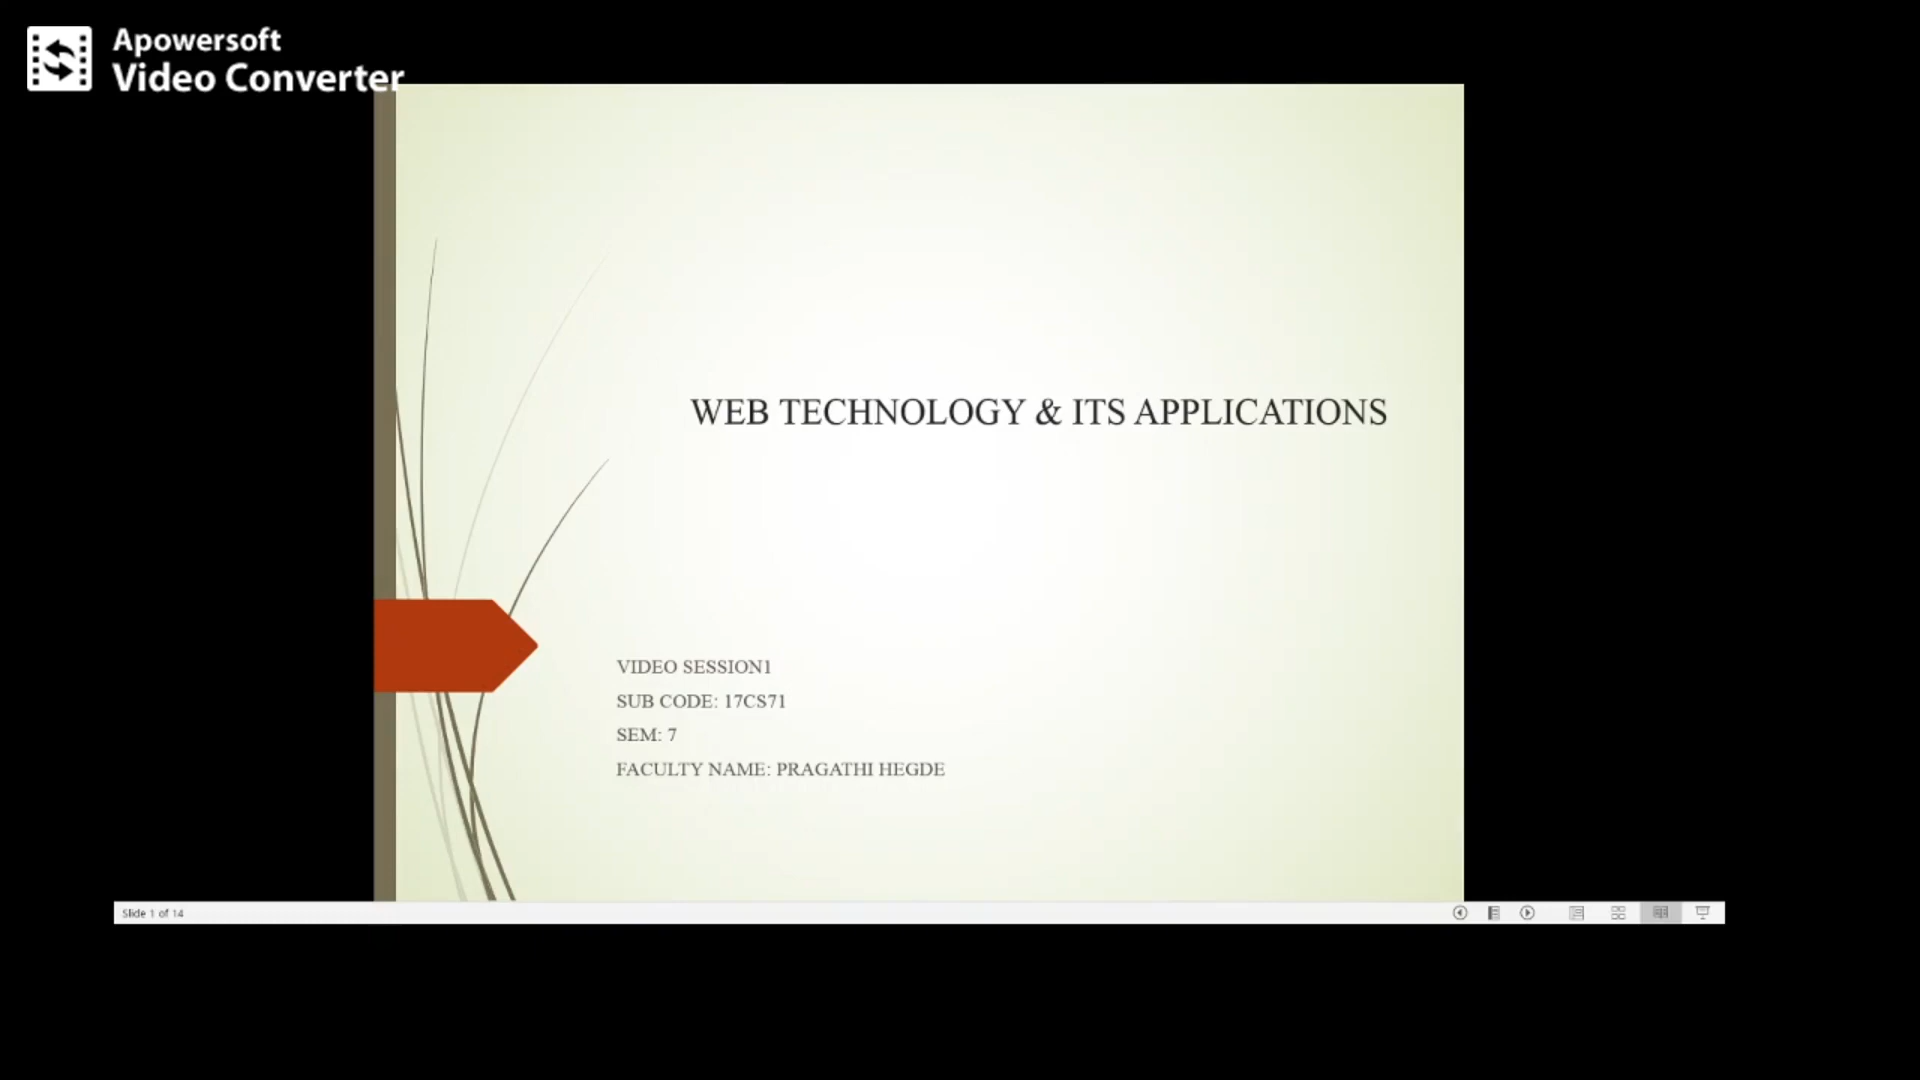 Apowersoft
Video Converter
WEB TECHNOLOGY & ITS APPLICATIONS
VIDEO SESSION1
SUB CODE: 17CS71
SEM: 7
FACULTY NAME: PRAGATHI HEGDE
Slide 1 of 14